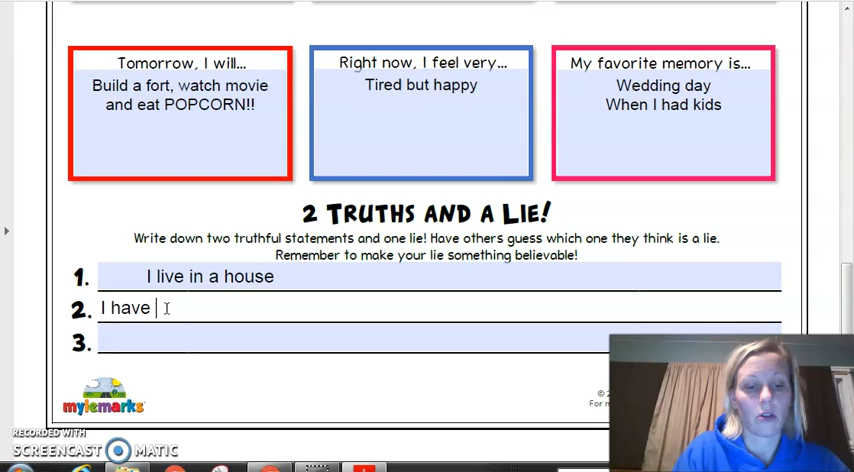 Tomorrow, I will...
Build a fort, watch movie
and eat POPCORN!!
Right now, I feel very...
Tired but happy
My favorite memory is...
Wedding day
When I had kids
2 TRUTHS AND A LIE!
Write down two truthful statements and one lie! Have others guess which one they think is a lie.
Remember to make your lie something believable!
1. I live in a house
2. I have
3.
mylemarks
© 2
For m
RECORDED WITH
SCREENCAST MATIC